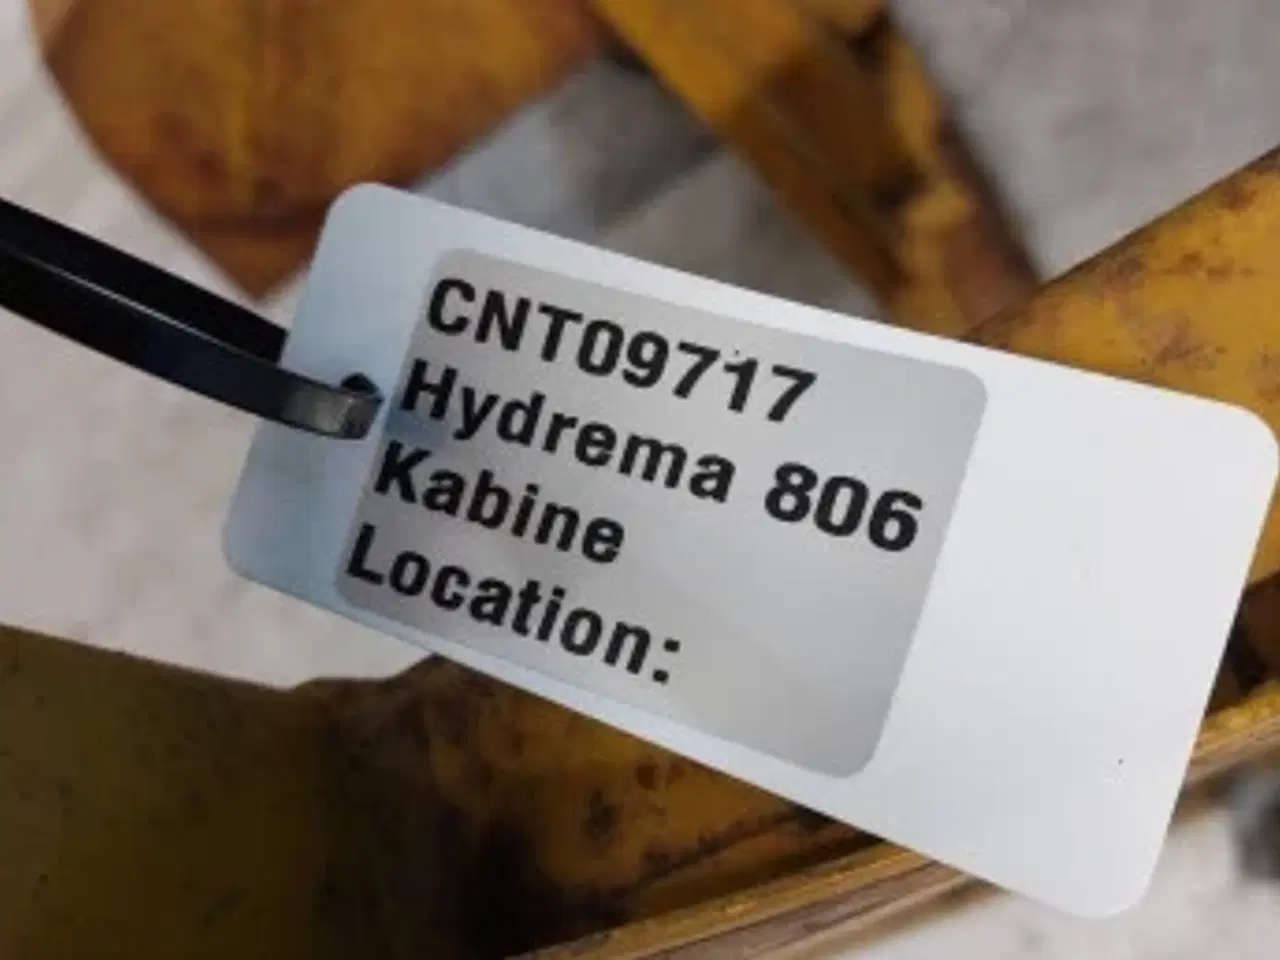 CNT09717
Hydrema 806
Kabine
Location: